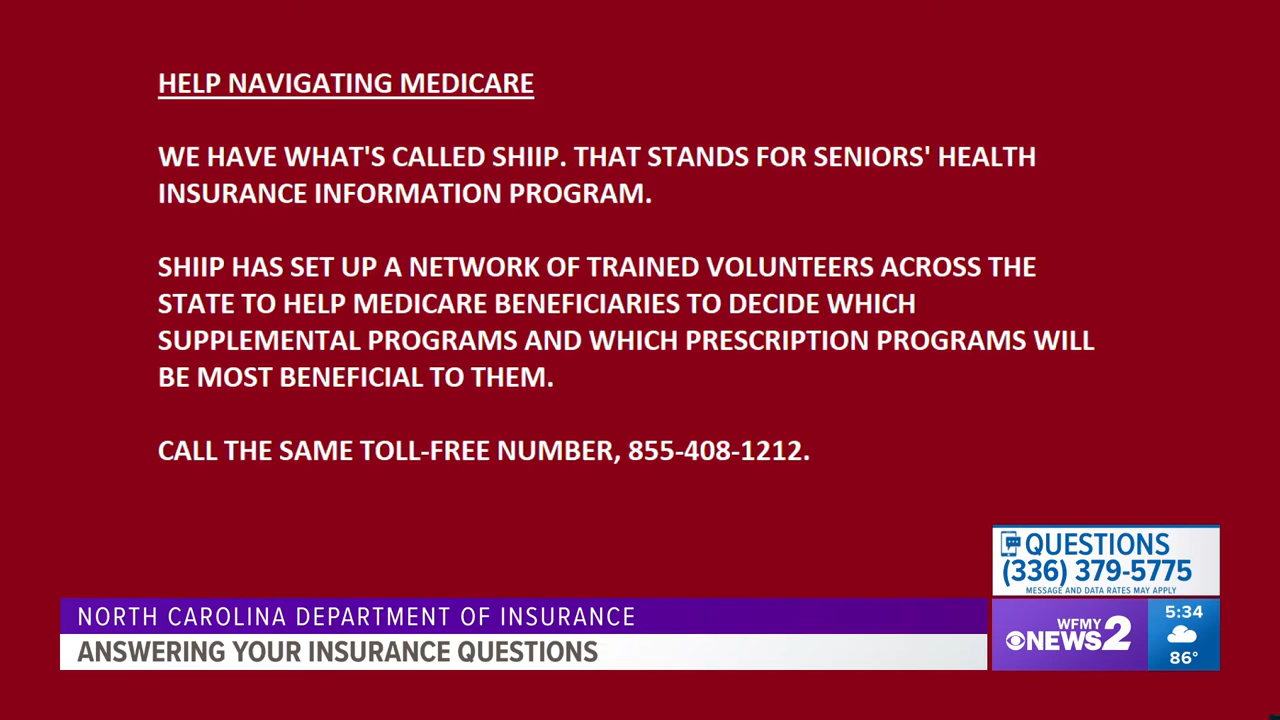 HELP NAVIGATING MEDICARE
WE HAVE WHAT'S CALLED SHIIP. THAT STANDS FOR SENIORS' HEALTH
INSURANCE INFORMATION PROGRAM.
SHIIP HAS SET UP A NETWORK OF TRAINED VOLUNTEERS ACROSS THE
STATE TO HELP MEDICARE BENEFICIARIES TO DECIDE WHICH
SUPPLEMENTAL PROGRAMS AND WHICH PRESCRIPTION PROGRAMS WILL
BE MOST BENEFICIAL TO THEM.
CALL THE SAME TOLL-FREE NUMBER, 855-408-1212.
QUESTIONS
(336) 379-5775
MESSAGE AND DATA RATES MAY APPLY
NORTH CAROLINA DEPARTMENT OF INSURANCE
ANSWERING YOUR INSURANCE QUESTIONS
WFMY
NEWS 2
5:34
86°